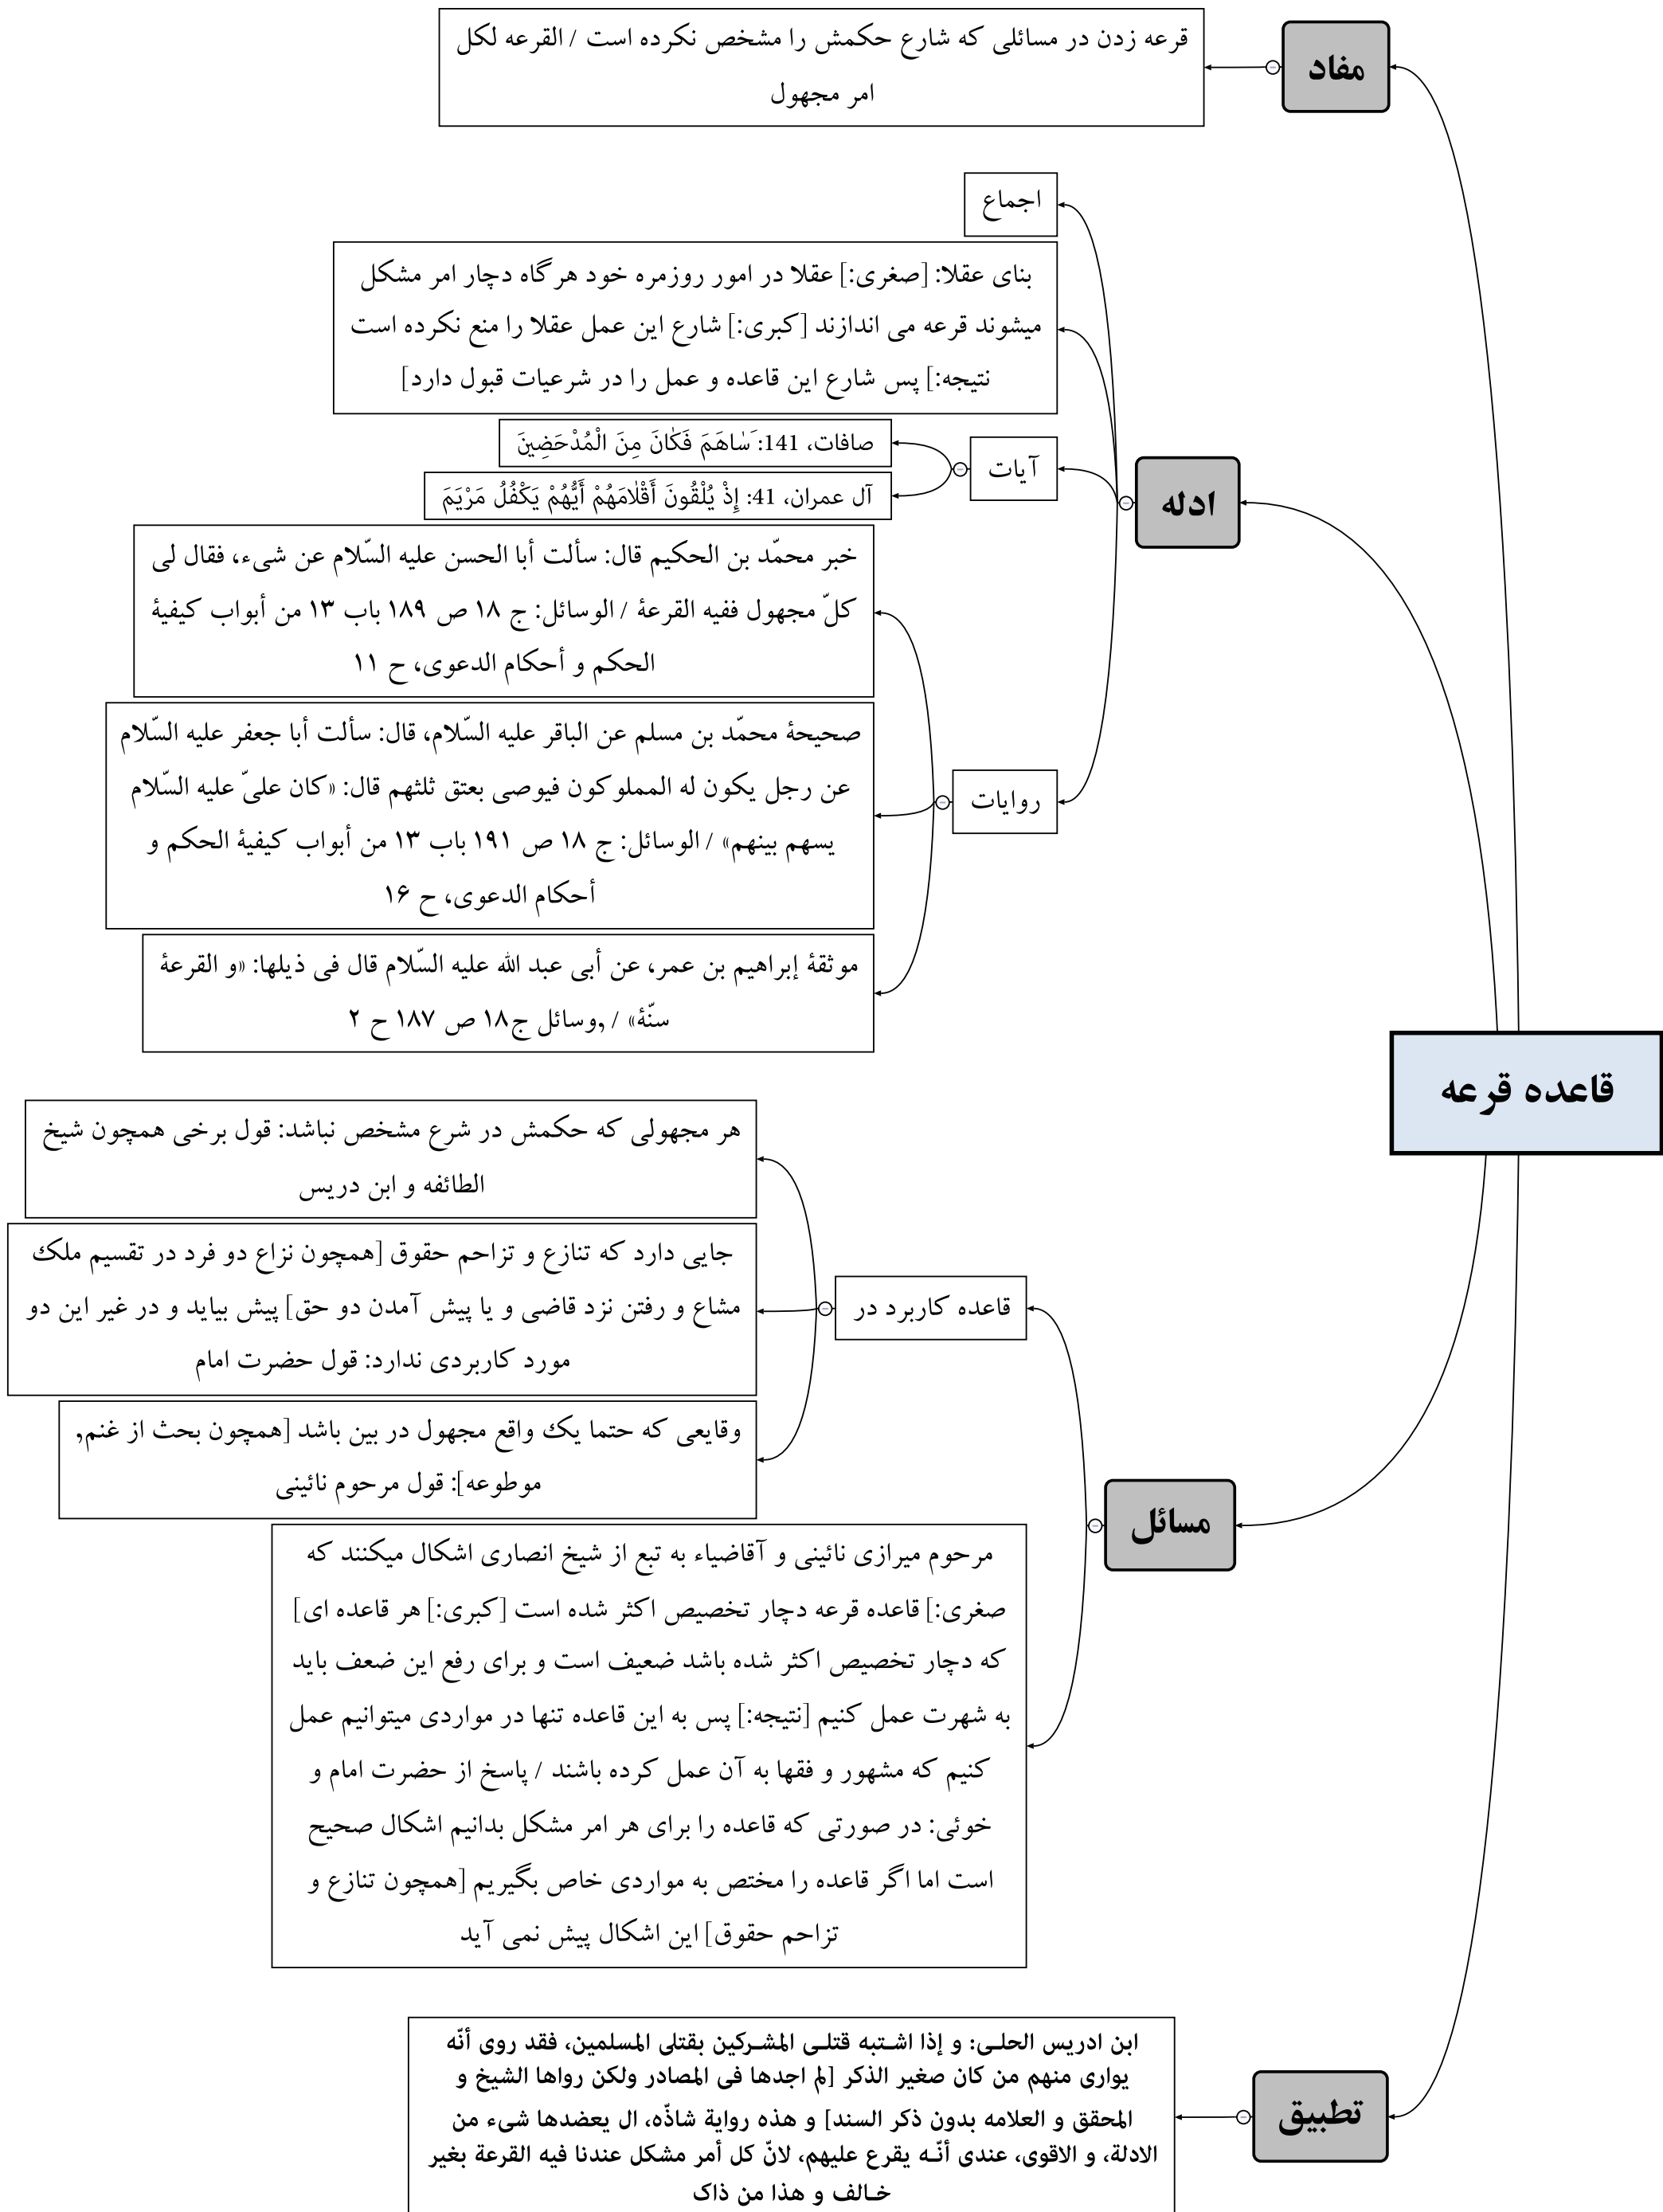 قاعده قرعه
مفاد
قرعه زدن در مسائلی که شارع حکمش را مشخص نکرده است / القرعه لکل
امر مجهول
ادله
اجماع
بنای عقلا: [صغری:] عقلا در امور روزمره خود هرگاه دچار امر مشکل
میشوند قرعه می اندازند [کبری:] شارع این عمل عقلا را منع نکرده است
نتیجه:] پس شارع این قاعده و عمل را در شرعیات قبول دارد]
آیات
صافات، 141: َسٰاهَمَ فَكٰانَ مِنَ الْمُدْحَضِينَ
آل عمران، 41: إِذْ يُلْقُونَ أَقْلٰامَهُمْ أَيُّهُمْ يَكْفُلُ مَرْيَمَ
روایات
خبر محمّد بن الحکیم قال: سألت أبا الحسن علیه السّلام عن شیء، فقال لی
کلّ مجهول ففیه القرعة / الوسائل: ج ۱۸ ص ۱۸۹ باب ۱۳ من أبواب کیفیة
الحکم و أحکام الدعوی، ح ۱۱
صحیحة محمّد بن مسلم عن الباقر علیه السّلام، قال: سألت أبا جعفر علیه السّلام
عن رجل یکون له المملوکون فیوصی بعتق ثلثهم قال: «کان علیّ علیه السّلام
یسهم بینهم» / الوسائل: ج ۱۸ ص ۱۹۱ باب ۱۳ من أبواب کیفیة الحکم و
أحکام الدعوی، ح ۱۶
موثقة إبراهیم بن عمر، عن أبی عبد الله علیه السّلام قال فی ذیلها: «و القرعة
سنّة» / ,وسائل ج۱۸ ص ۱۸۷ ح ۲
مسائل
قاعده کاربرد در
هر مجهولی که حکمش در شرع مشخص نباشد: قول برخی همچون شیخ
الطائفه و ابن دریس
جایی دارد که تنازع و تزاحم حقوق [همچون نزاع دو فرد در تقسیم ملک
مشاع و رفتن نزد قاضی و یا پیش آمدن دو حق] پیش بیاید و در غیر این دو
مورد کاربردی ندارد: قول حضرت امام
وقایعی که حتما یک واقع مجهول در بین باشد [همچون بحث از غنم,
موطوعه]: قول مرحوم نائینی
مرحوم میرازی نائینی و آقاضیاء به تبع از شیخ انصاری اشکال میکنند که
صغری:] قاعده قرعه دچار تخصیص اکثر شده است [کبری:] هر قاعده ای]
که دچار تخصیص اکثر شده باشد ضعیف است و برای رفع این ضعف باید
به شهرت عمل کنیم [نتیجه:] پس به این قاعده تنها در مواردی میتوانیم عمل
کنیم که مشهور و فقها به آن عمل کرده باشند / پاسخ از حضرت امام و
خوئی: در صورتی که قاعده را برای هر امر مشکل بدانیم اشکال صحیح
است اما اگر قاعده را مختص به مواردی خاص بگیریم [همچون تنازع و
تزاحم حقوق] این اشکال پیش نمی آید
تطبیق
ابن ادریس الحلـی: و إذا اشـتبه قتلـی المشـرکین بقتلی المسلمین، فقد روی أنّه
یواری منهم من کان صغیر الذکر [لم اجدها فی المصادر ولکن رواها الشیخ و
المحقق و العلامه بدون ذکر السند] و هذه روایة شاذّه، ال یعضدها شیء من
الادلة، و الاقوی، عندی أنّـه یقرع علیهم، لانّ کل أمر مشکل عندنا فیه القرعة بغیر
خـالف و هذا من ذاک